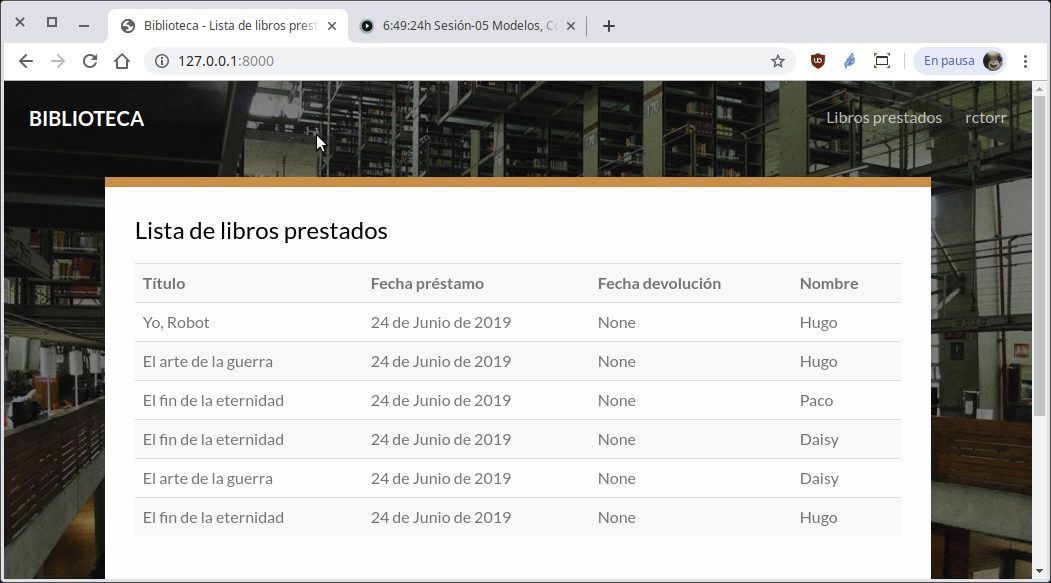 Biblioteca - Lista de libros prest
6:49:24h Sesión-05 Modelos, Co
127.0.0.1:8000
En pausa
BIBLIOTECA
Libros prestados rctorr
170
170
Lista de libros prestados
Título Fecha préstamo Fecha devolución Nombre
Yo, Robot 24 de Junio de 2019 None Hugo
El arte de la guerra 24 de Junio de 2019 None Hugo
El fin de la eternidad 24 de Junio de 2019 None Paco
El fin de la eternidad 24 de Junio de 2019 None Daisy
El arte de la guerra 24 de Junio de 2019 None Daisy
El fin de la eternidad 24 de Junio de 2019 None Hugo